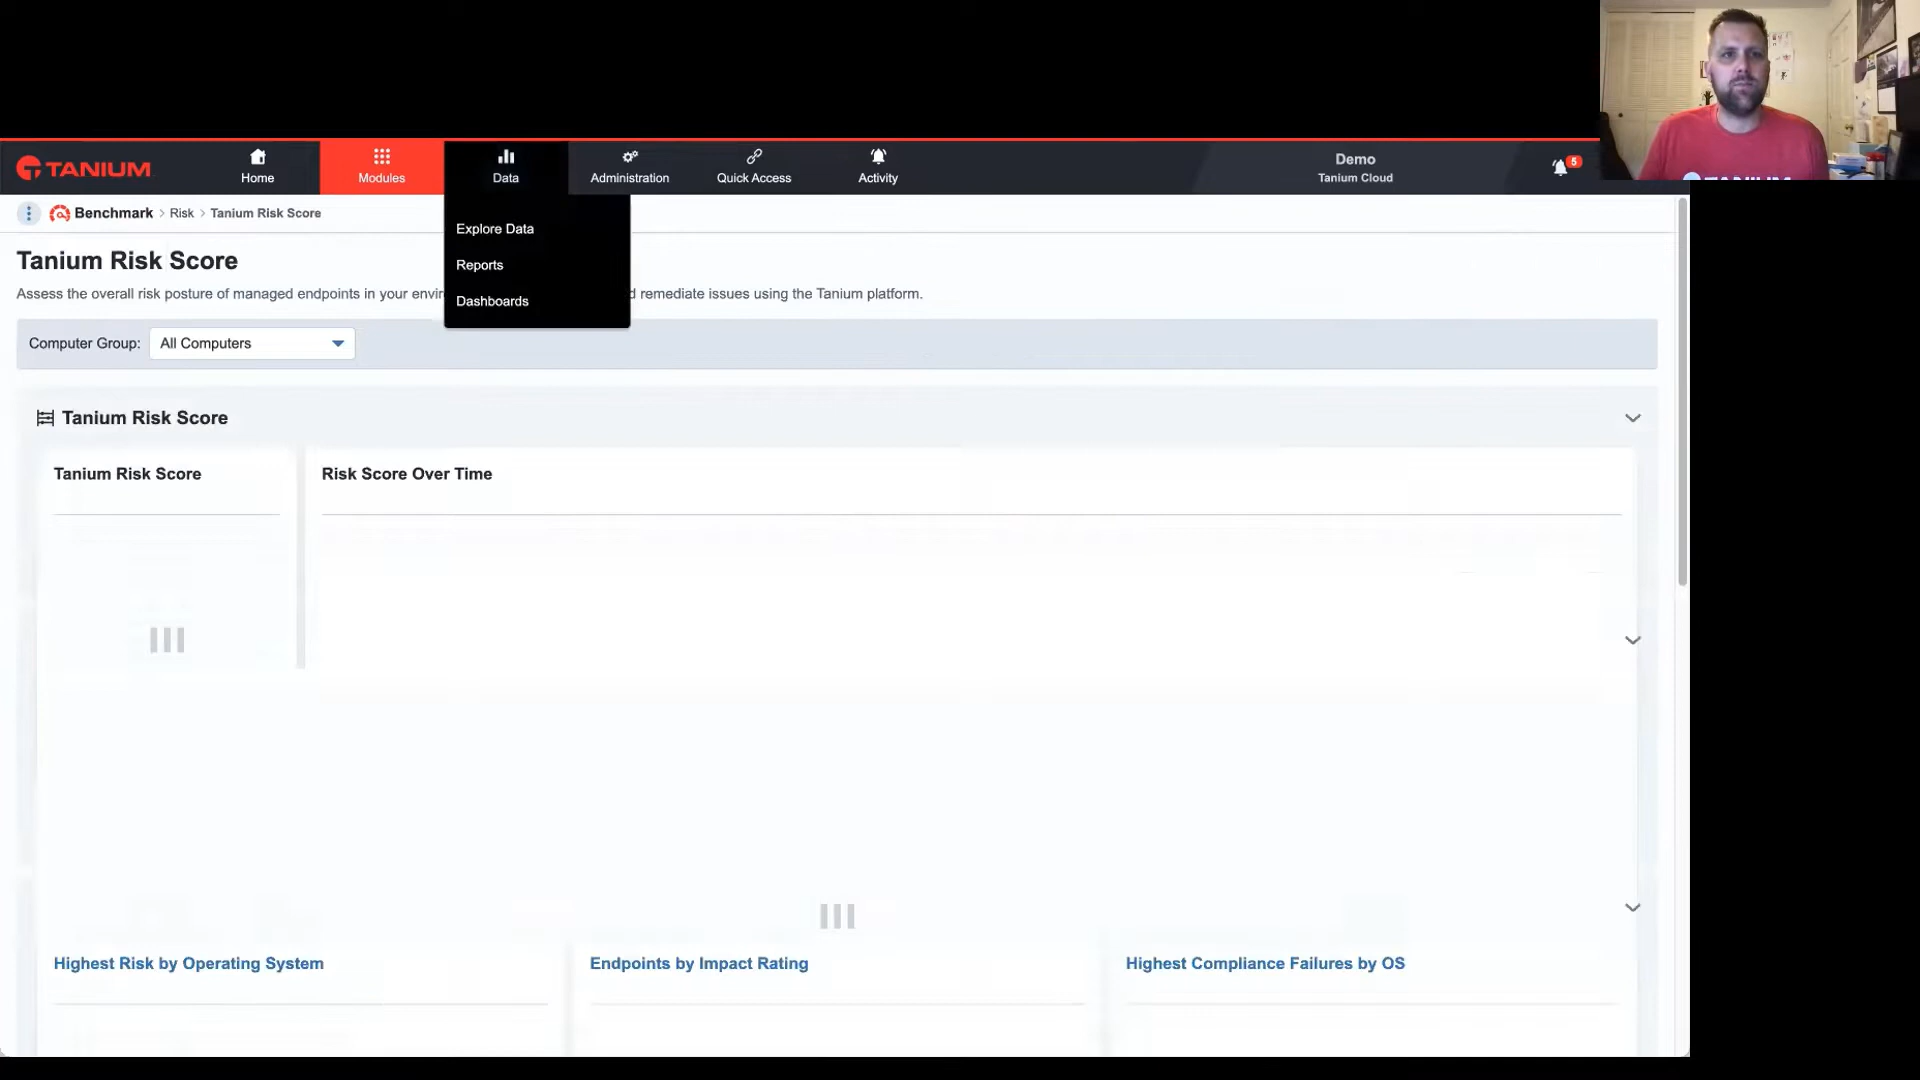 TANIUM
Home
Modules
Data
Administration
Quick Access
Activity
Demo
Tanium Cloud
5
Benchmark > Risk > Tanium Risk Score
Explore Data
Reports
Dashboards
Tanium Risk Score
Assess the overall risk posture of managed endpoints in your
remediate issues using the Tanium platform.
Computer Group: All Computers
Tanium Risk Score
Tanium Risk Score
Risk Score Over Time
Highest Risk by Operating System
Endpoints by Impact Rating
Highest Compliance Failures by OS